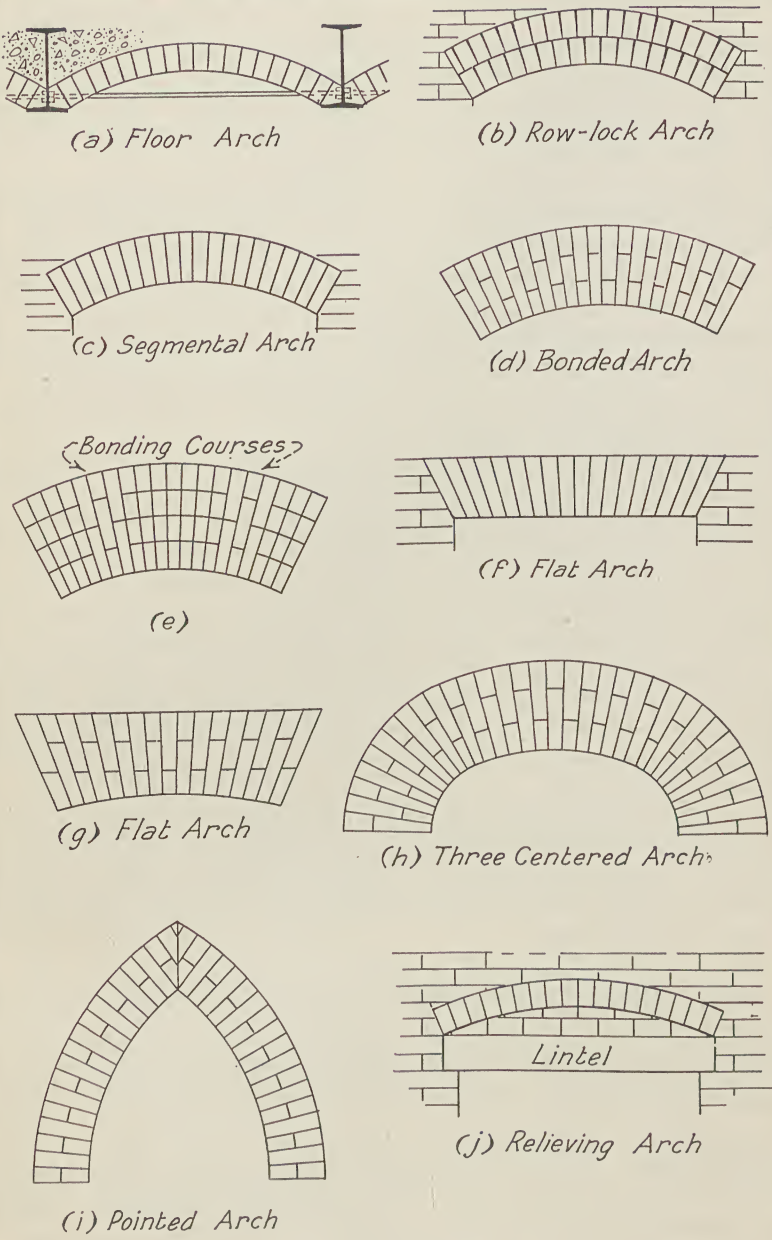 (a) Floor Arch
(b) Row-lock Arch
(c) Segmental Arch
(d) Bonded Arch
Bonding Courses
(e)
(f) Flat Arch
(g) Flat Arch
(h) Three Centered Arch
(i) Pointed Arch
Lintel
(j) Relieving Arch